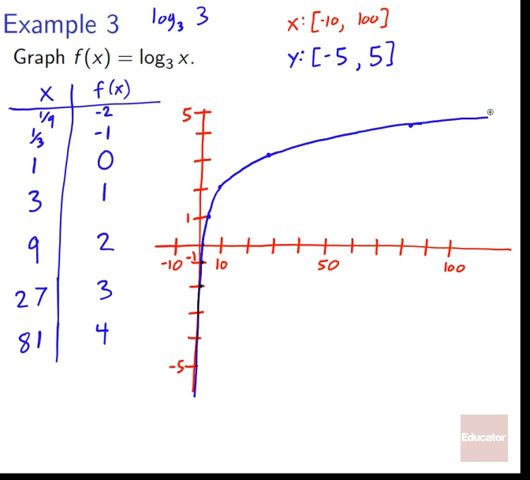 Example 3 log₃ 3 x: [-10, 100]
Graph f(x) = log₃ x. y: [-5, 5]
x f(x)
1/9 -2
1/3 -1
1 0
3 1
9 2
27 3
81 4
5
1
-10 -1 10 50 100
-5
Educator